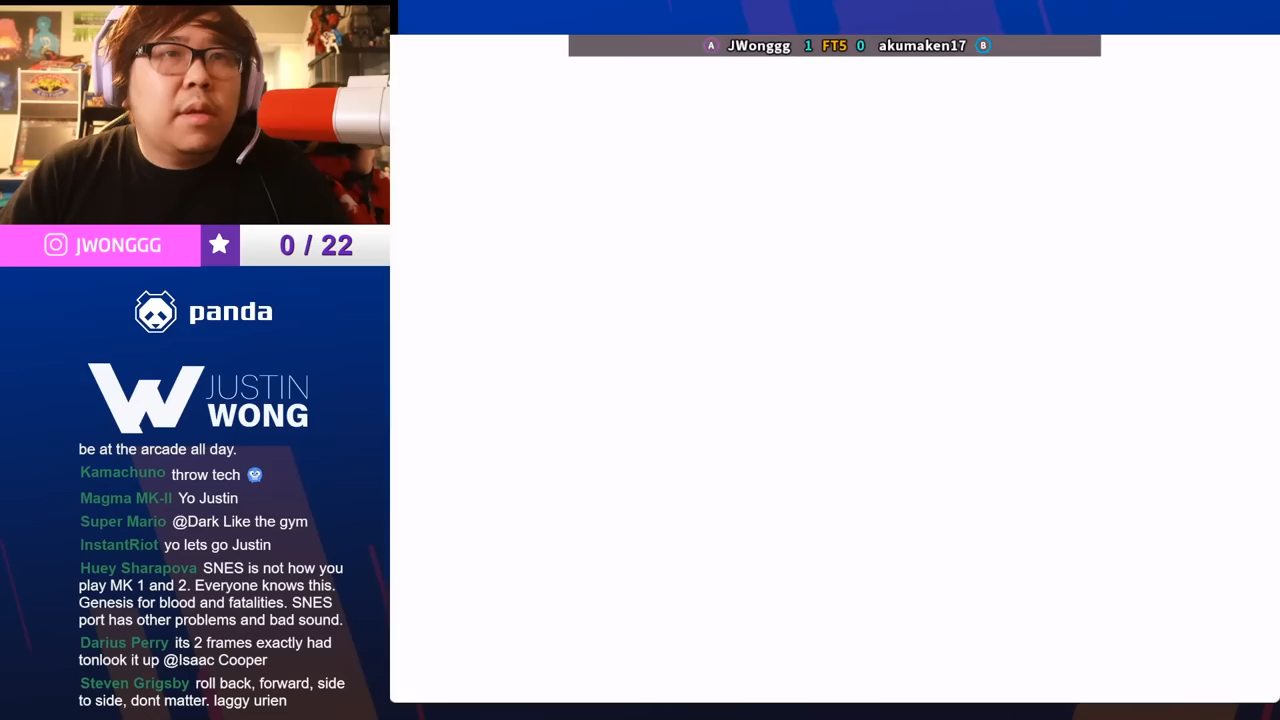 A JWonggg 1 FT5 0 akumaken17 B
JWONGGG
0 / 22
panda
W JUSTIN
WONG
be at the arcade all day.
Kamachuno throw tech
Magma MK-II Yo Justin
Super Mario @Dark Like the gym
InstantRiot yo lets go Justin
Huey Sharapova SNES is not how you
play MK 1 and 2. Everyone knows this.
Genesis for blood and fatalities. SNES
port has other problems and bad sound.
Darius Perry its 2 frames exactly had
tonlook it up @Isaac Cooper
Steven Grigsby roll back, forward, side
to side, dont matter. laggy urien